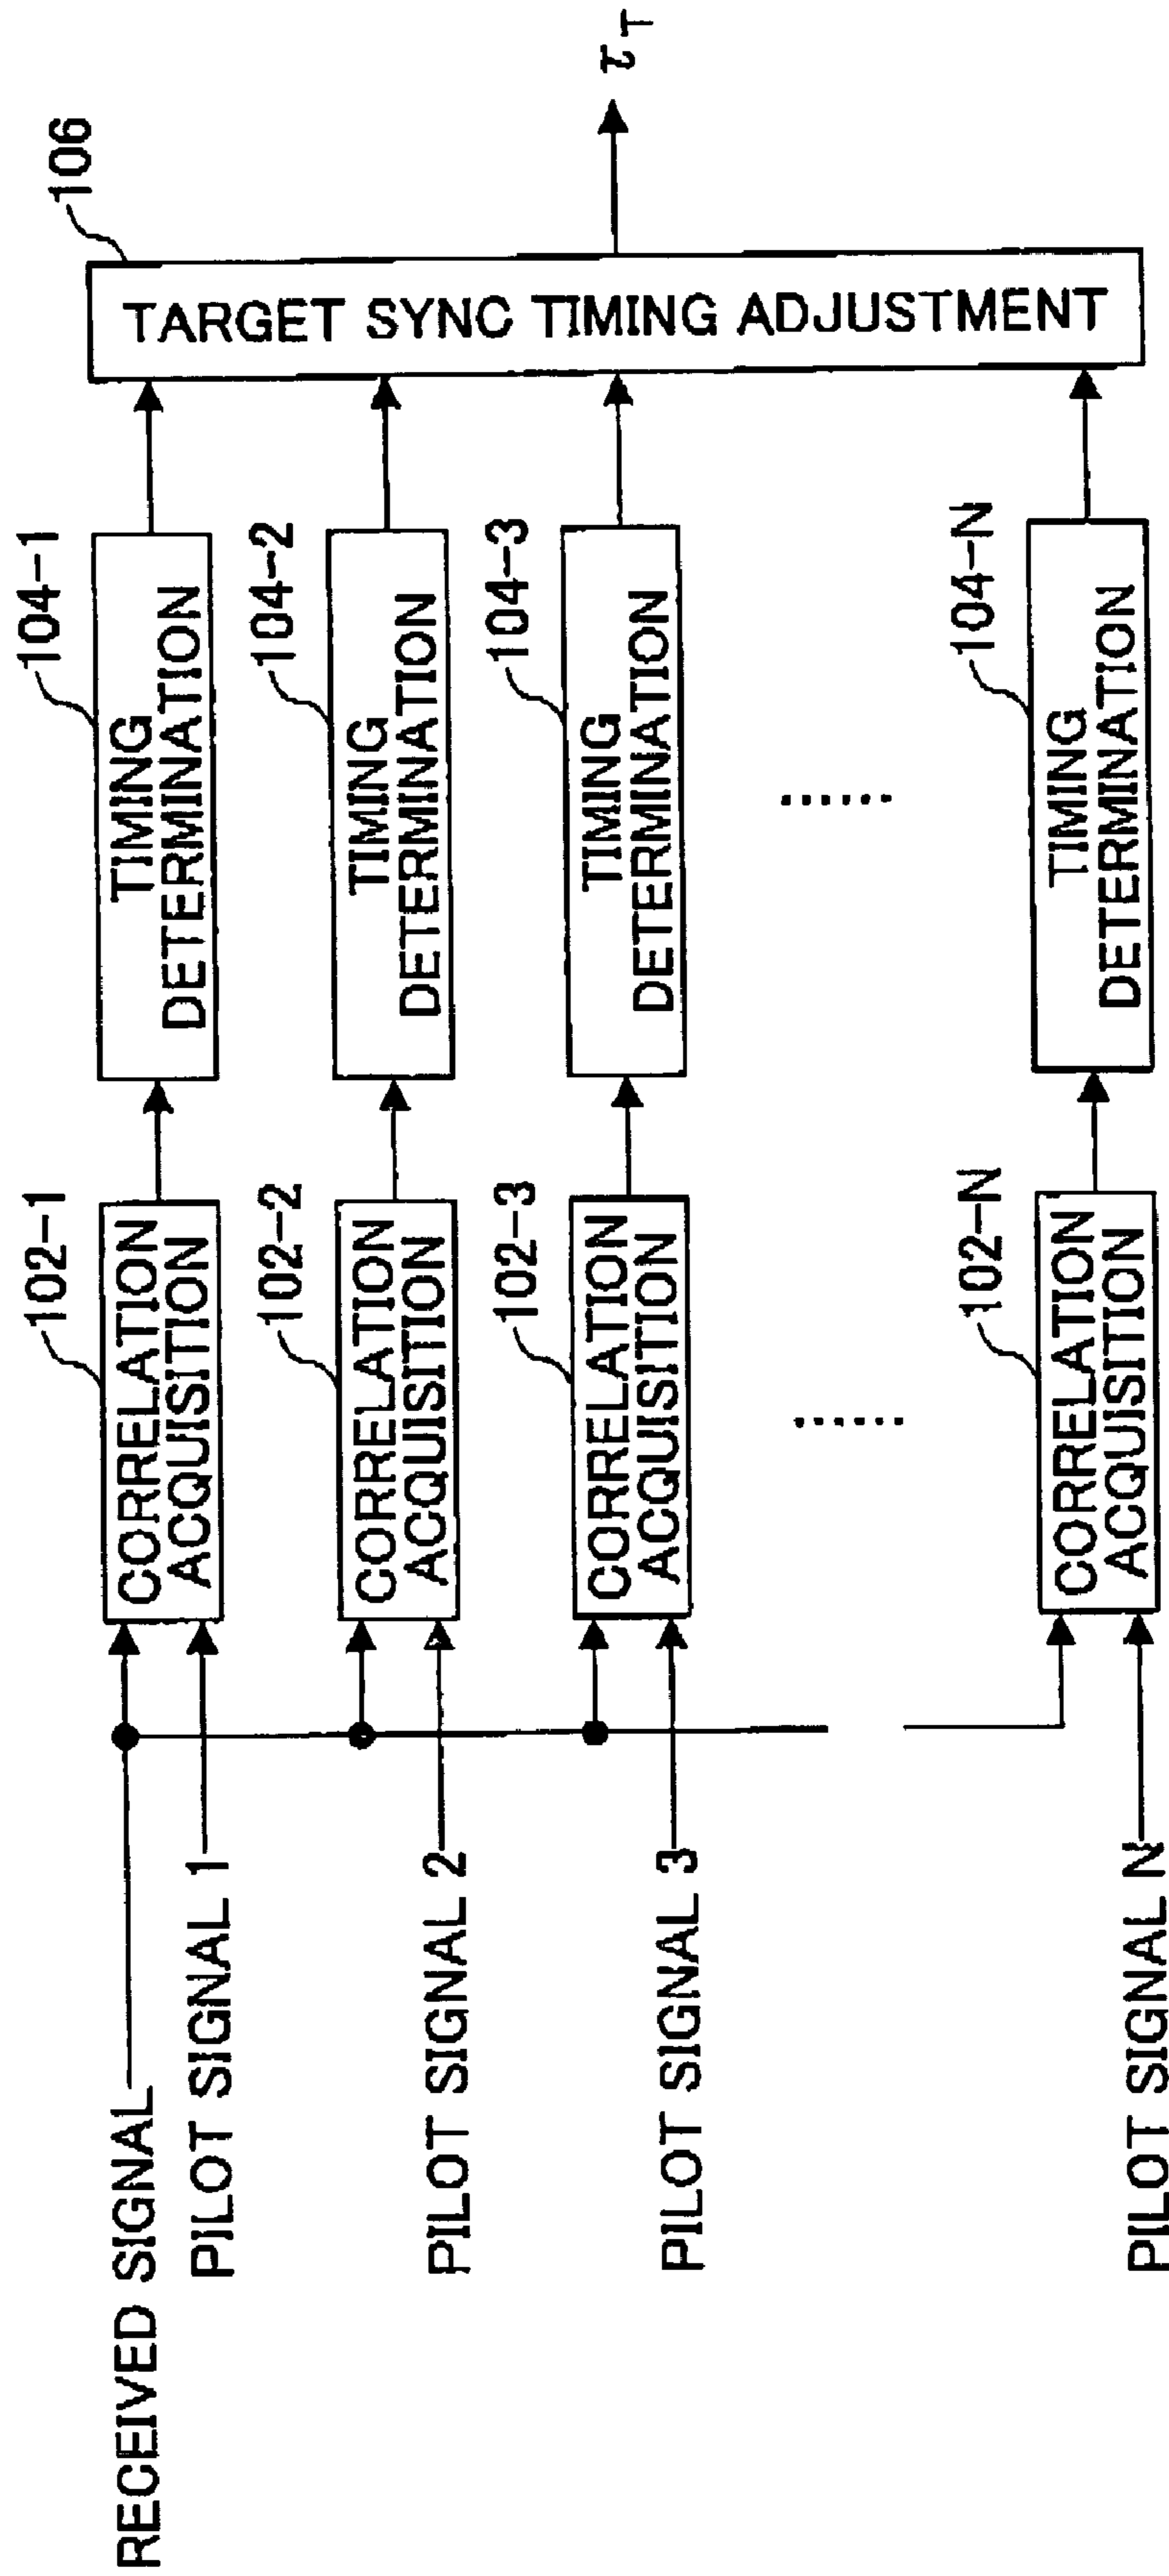 RECEIVED SIGNAL
PILOT SIGNAL 1
102-1
CORRELATION
ACQUISITION
104-1
TIMING
DETERMINATION
PILOT SIGNAL 2
102-2
CORRELATION
ACQUISITION
104-2
TIMING
DETERMINATION
PILOT SIGNAL 3
102-3
CORRELATION
ACQUISITION
104-3
TIMING
DETERMINATION
......
......
PILOT SIGNAL N
102-N
CORRELATION
ACQUISITION
104-N
TIMING
DETERMINATION
106
TARGET SYNC TIMING ADJUSTMENT
τT